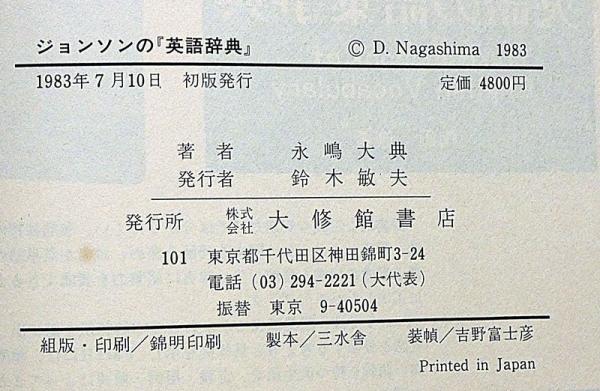 ジョンソンの『英語辞典』 © D. Nagashima 1983
1983年7月10日 初版発行 定価 4800円
著者 永嶋大典
発行者 鈴木敏夫
発行所 株式会社 大修館書店
101 東京都千代田区神田錦町3-24
電話 (03) 294-2221 (大代表)
振替 東京 9-40504
組版・印刷/錦明印刷 製本/三水舎 装幀/吉野富士彦
Printed in Japan